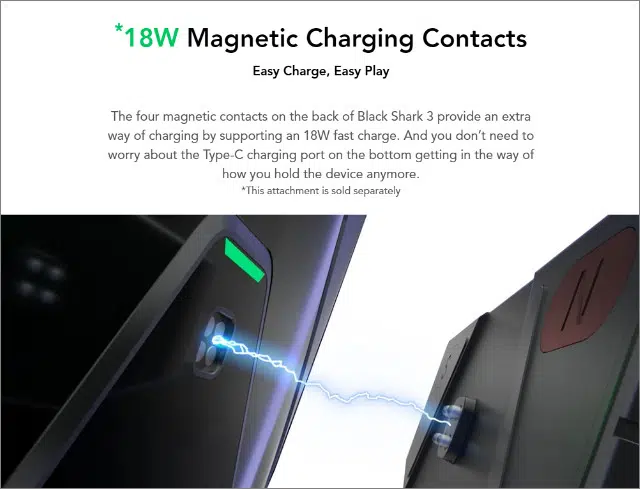 *18W Magnetic Charging Contacts
Easy Charge, Easy Play
The four magnetic contacts on the back of Black Shark 3 provide an extra
way of charging by supporting an 18W fast charge. And you don’t need to
worry about the Type-C charging port on the bottom getting in the way of
how you hold the device anymore.
*This attachment is sold separately